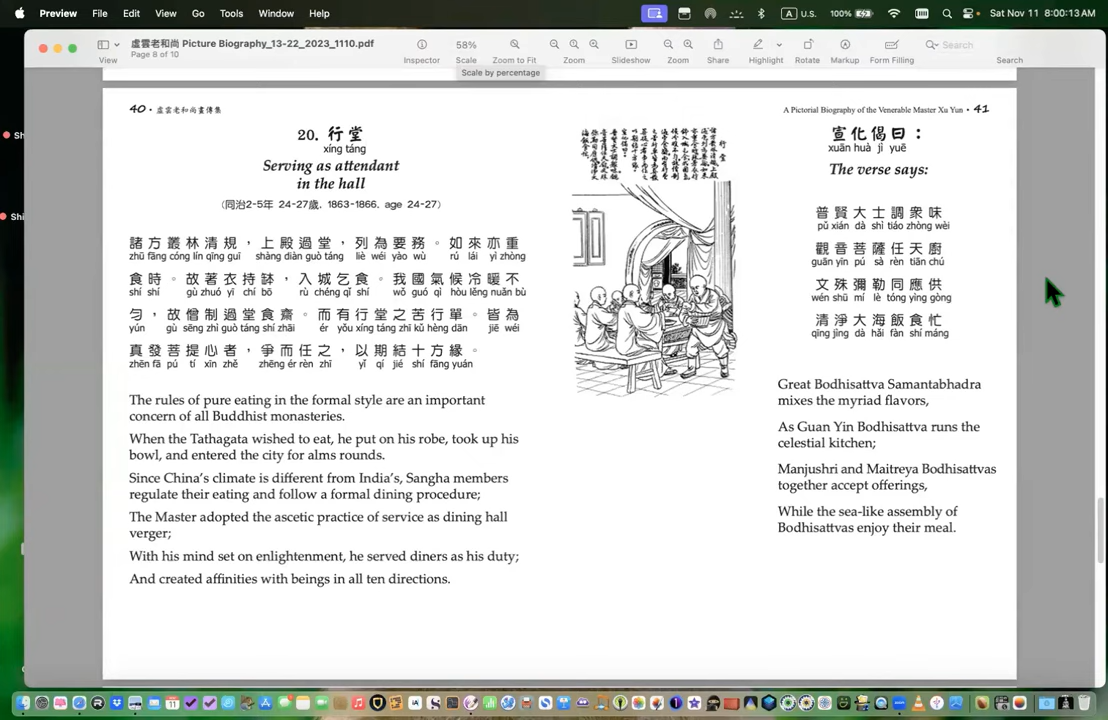 Preview File Edit View Go Tools Window Help
A U.S. 100% Sat Nov 11 8:00:13 AM
虛雲老和尚 Picture Biography_13-22_2023_1110.pdf
Page 8 of 10
58%
Search
View Inspector Scale Zoom to Fit Zoom Slideshow Zoom Share Highlight Rotate Markup Form Filling Search
Scale by percentage
40 • 虛雲老和尚畫傳集
20. 行堂
xíng táng
Serving as attendant
in the hall
(同治2-5年 24-27歲, 1863-1866, age 24-27)
諸方叢林清規，上殿過堂，列為要務。如來亦重
zhū fāng cóng lín qīng guī shàng diàn guò táng liè wéi yào wù rú lái yì zhòng
食時。故著衣持缽，入城乞食。我國氣候冷暖不
shí shí gù zhuó yī chí bō rù chéng qǐ shí wǒ guó qì hòu lěng nuǎn bù
勻，故僧制過堂食齋。而有行堂之苦行單。皆為
yún gù sēng zhì guò táng shí zhāi ér yǒu xíng táng zhī kǔ hèng dān jiē wéi
真發菩提心者，爭而任之，以期結十方緣。
zhēn fā pú tí xīn zhě zhēng ér rèn zhī yǐ qí jié shí fāng yuán
The rules of pure eating in the formal style are an important
concern of all Buddhist monasteries.
When the Tathagata wished to eat, he put on his robe, took up his
bowl, and entered the city for alms rounds.
Since China's climate is different from India's, Sangha members
regulate their eating and follow a formal dining procedure;
The Master adopted the ascetic practice of service as dining hall
verger;
With his mind set on enlightenment, he served diners as his duty;
And created affinities with beings in all ten directions.
行堂
A Pictorial Biography of the Venerable Master Xu Yun • 41
宣化偈曰：
xuān huà jì yuē
The verse says:
普賢大士調衆味
pǔ xián dà shì tiáo zhòng wèi
觀音菩薩任天廚
guān yīn pú sà rèn tiān chú
文殊彌勒同應供
wén shū mí lè tóng yìng gòng
清淨大海飯食忙
qīng jìng dà hǎi fàn shí máng
Great Bodhisattva Samantabhadra
mixes the myriad flavors,
As Guan Yin Bodhisattva runs the
celestial kitchen;
Manjushri and Maitreya Bodhisattvas
together accept offerings,
While the sea-like assembly of
Bodhisattvas enjoy their meal.